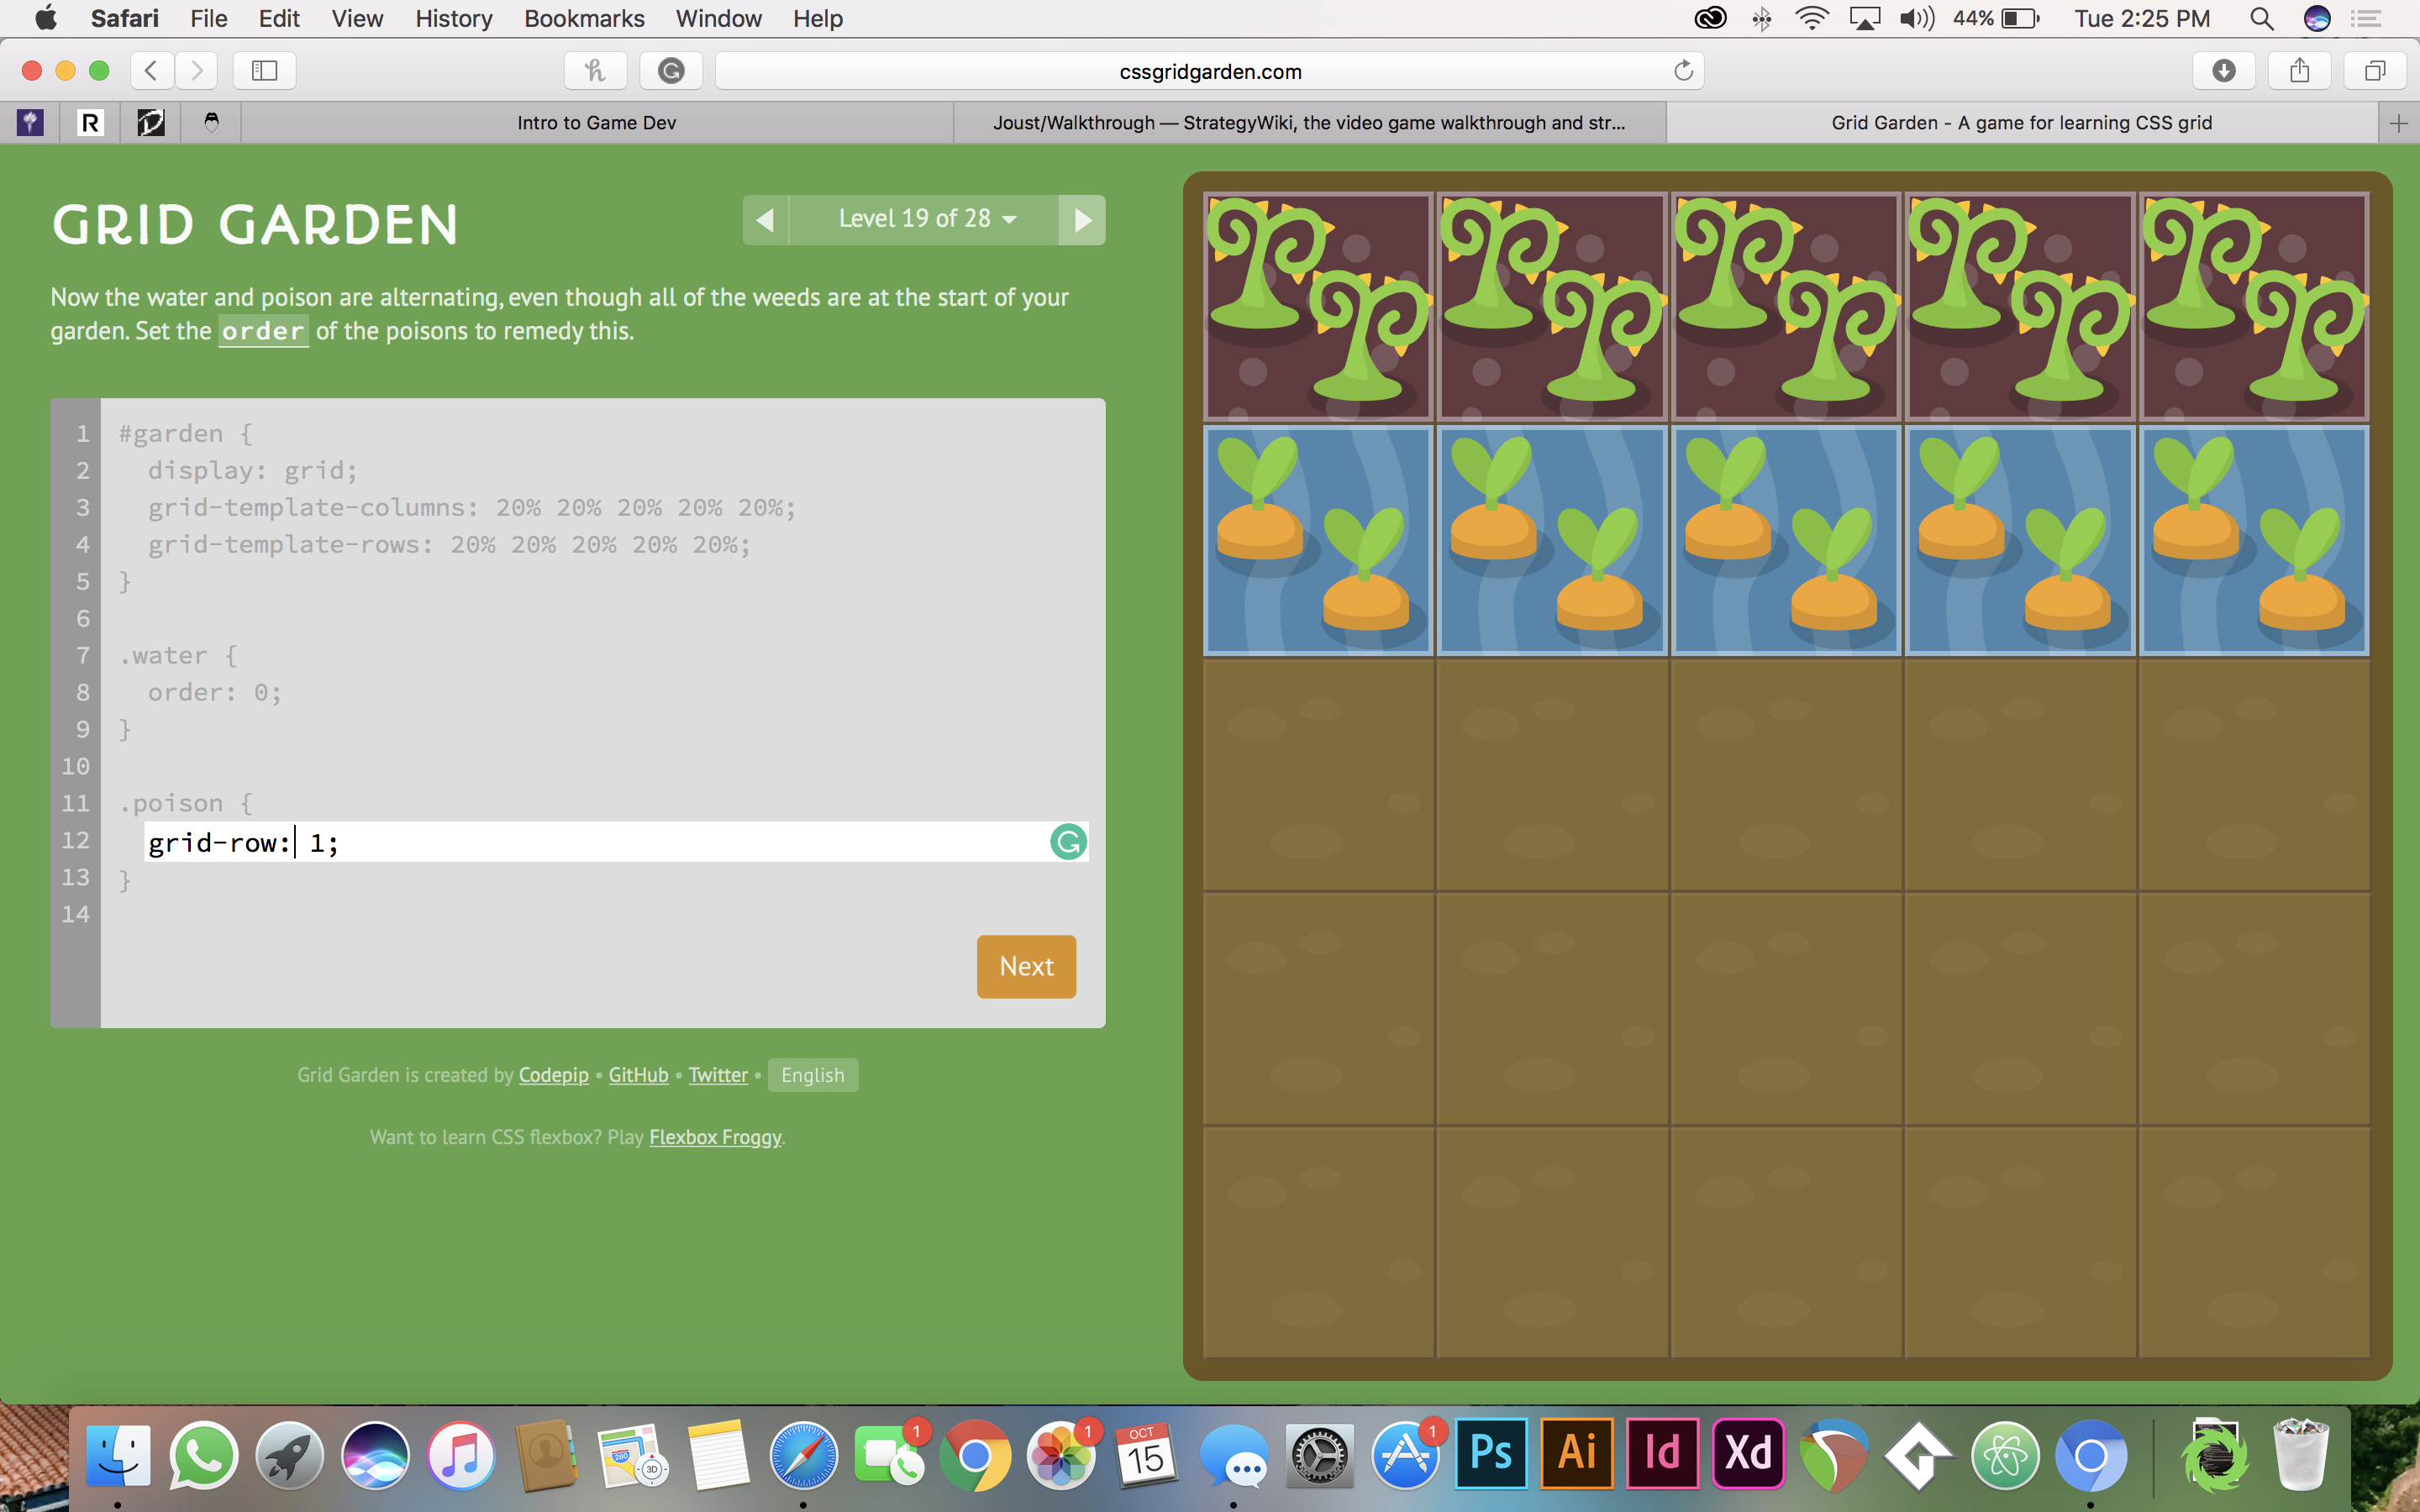 Safari File Edit View History Bookmarks Window Help 44% Tue 2:25 PM
cssgridgarden.com
R Intro to Game Dev Joust/Walkthrough — StrategyWiki, the video game walkthrough and str... Grid Garden - A game for learning CSS grid
GRID GARDEN
Level 19 of 28
Now the water and poison are alternating, even though all of the weeds are at the start of your
garden. Set the order of the poisons to remedy this.
1 #garden {
2 display: grid;
3 grid-template-columns: 20% 20% 20% 20% 20%;
4 grid-template-rows: 20% 20% 20% 20% 20%;
5 }
6
7 .water {
8 order: 0;
9 }
10
11 .poison {
12 grid-row: 1;
13 }
14
Next
Grid Garden is created by Codepip • GitHub • Twitter • English
Want to learn CSS flexbox? Play Flexbox Froggy.
280 3D 1 1 OCT 15 1 Ps Ai Id Xd